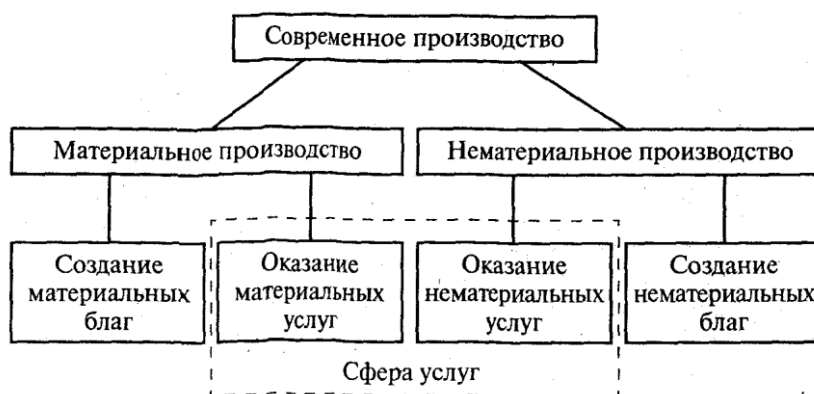 Современное производство
Материальное производство
Нематериальное производство
Создание
материальных
благ
Оказание
материальных
услуг
Оказание
нематериальных
услуг
Создание
нематериальных
благ
Сфера услуг